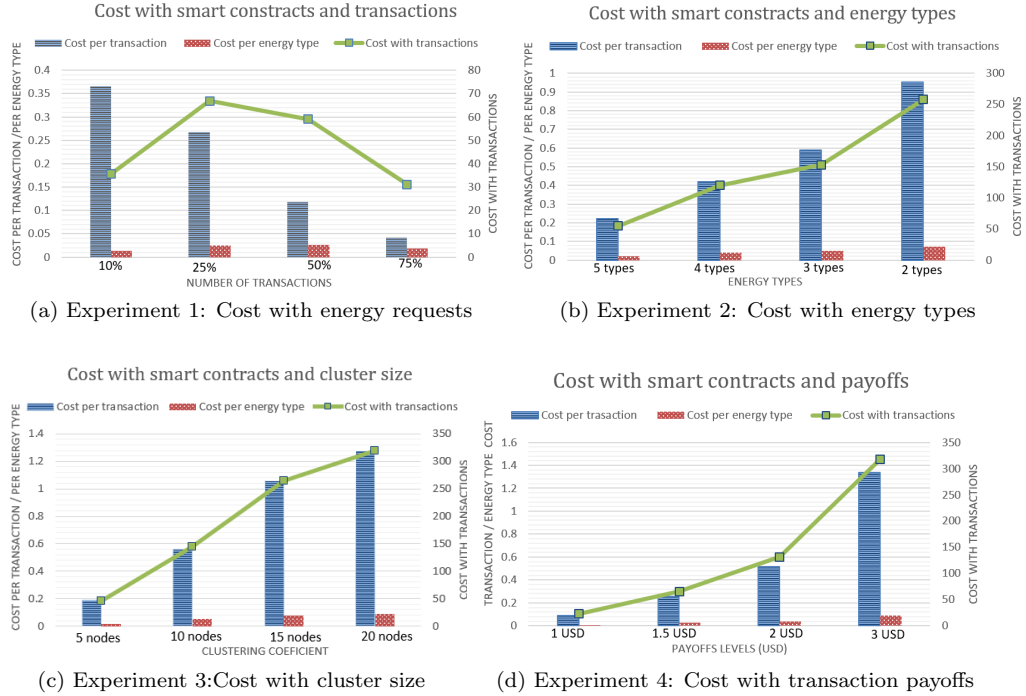 Cost with smart constracts and transactions
Cost per transaction Cost per energy type Cost with transactions
COST PER TRANSACTION /PER ENERGY TYPE
0.4
0.35
0.3
0.25
0.2
0.15
0.1
0.05
0
80
70
60
50
40
30
20
10
0
COST WITH TRANSACTIONS
10% 25% 50% 75%
NUMBER OF TRANSACTIONS
(a) Experiment 1: Cost with energy requests
Cost with smart constracts and energy types
Cost per transaction Cost per energy type Cost with transactions
COST PER TRANSACTION / PER ENERGY TYPE
1
0.9
0.8
0.7
0.6
0.5
0.4
0.3
0.2
0.1
0
300
250
200
150
100
50
0
COST WITH TRANSACTIONS
5 types 4 types 3 types 2 types
ENERGY TYPES
(b) Experiment 2: Cost with energy types
Cost with smart contracts and cluster size
Cost per transaction Cost per energy type Cost with transactions
COST PER TRANSACTION / PER ENERGY TYPE
1.4
1.2
1
0.8
0.6
0.4
0.2
0
350
300
250
200
150
100
50
0
COST WITH TRANSACTIONS
5 nodes 10 nodes 15 nodes 20 nodes
CLUSTERING COEFICIENT
(c) Experiment 3:Cost with cluster size
Cost with smart contracts and payoffs
Cost per trasaction Cost per energy type Cost with transactions
TRANSACTION / ENERGY TYPE COST
1.6
1.4
1.2
1
0.8
0.6
0.4
0.2
0
350
300
250
200
150
100
50
0
COST WITH TRANSACTIONS
1 USD 1.5 USD 2 USD 3 USD
PAYOFFS LEVELS (USD)
(d) Experiment 4: Cost with transaction payoffs